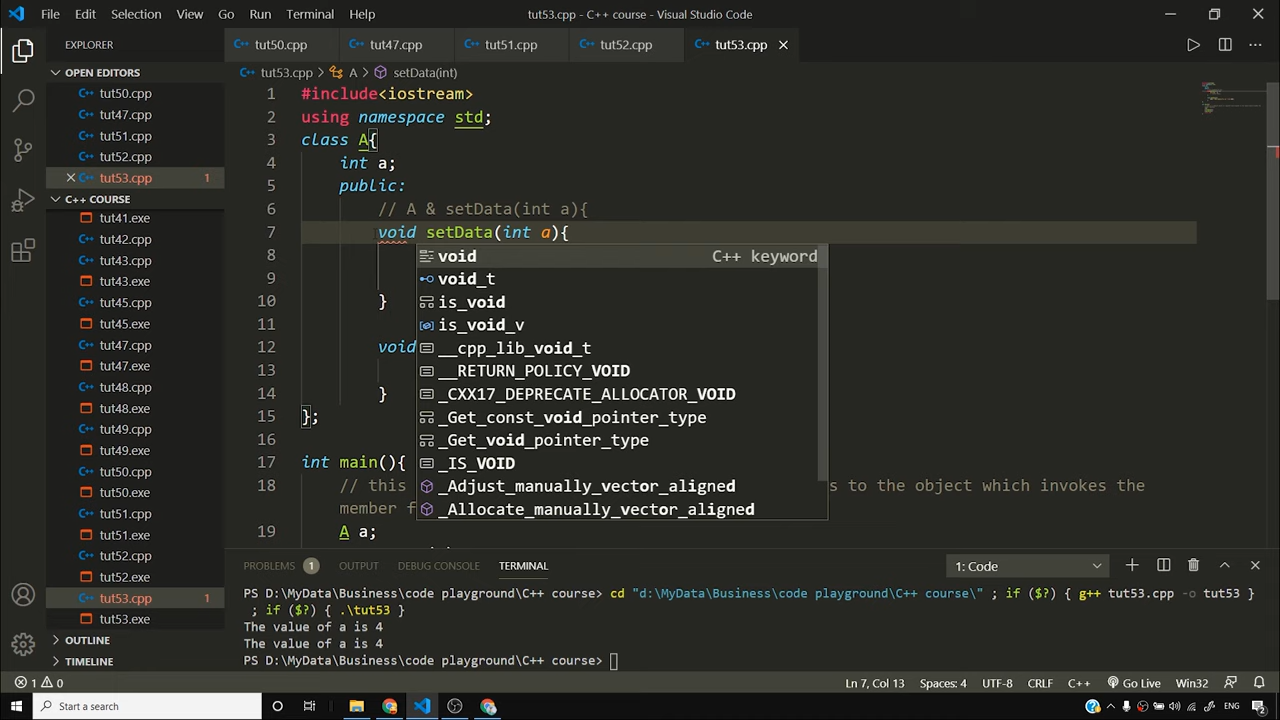 File Edit Selection View Go Run Terminal Help
tut53.cpp - C++ course - Visual Studio Code
EXPLORER
tut50.cpp tut47.cpp tut51.cpp tut52.cpp tut53.cpp
OPEN EDITORS
tut50.cpp
tut47.cpp
tut51.cpp
tut52.cpp
tut53.cpp 1
C++ COURSE
tut41.exe
tut42.cpp
tut43.cpp
tut43.exe
tut45.cpp
tut45.exe
tut47.cpp
tut47.exe
tut48.cpp
tut48.exe
tut49.cpp
tut49.exe
tut50.cpp
tut50.exe
tut51.cpp
tut51.exe
tut52.cpp
tut52.exe
tut53.cpp 1
tut53.exe
OUTLINE
TIMELINE
tut53.cpp > A > setData(int)
1 #include<iostream>
2 using namespace std;
3 class A{
4 int a;
5 public:
6 // A & setData(int a){
7 void setData(int a){
8
9
10 }
11
12 void
13
14 }
15 };
16
17 int main(){
18 // this s to the object which invokes the
member f
19 A a;
void C++ keyword
void_t
is_void
is_void_v
__cpp_lib_void_t
__RETURN_POLICY_VOID
_CXX17_DEPRECATE_ALLOCATOR_VOID
_Get_const_void_pointer_type
_Get_void_pointer_type
_IS_VOID
_Adjust_manually_vector_aligned
_Allocate_manually_vector_aligned
PROBLEMS 1 OUTPUT DEBUG CONSOLE TERMINAL 1: Code
PS D:\MyData\Business\code playground\C++ course> cd "d:\MyData\Business\code playground\C++ course\" ; if ($?) { g++ tut53.cpp -o tut53 }
; if ($?) { .\tut53 }
The value of a is 4
The value of a is 4
PS D:\MyData\Business\code playground\C++ course>
1 0 Ln 7, Col 13 Spaces: 4 UTF-8 CRLF C++ Go Live Win32
Start a search
ENG
2